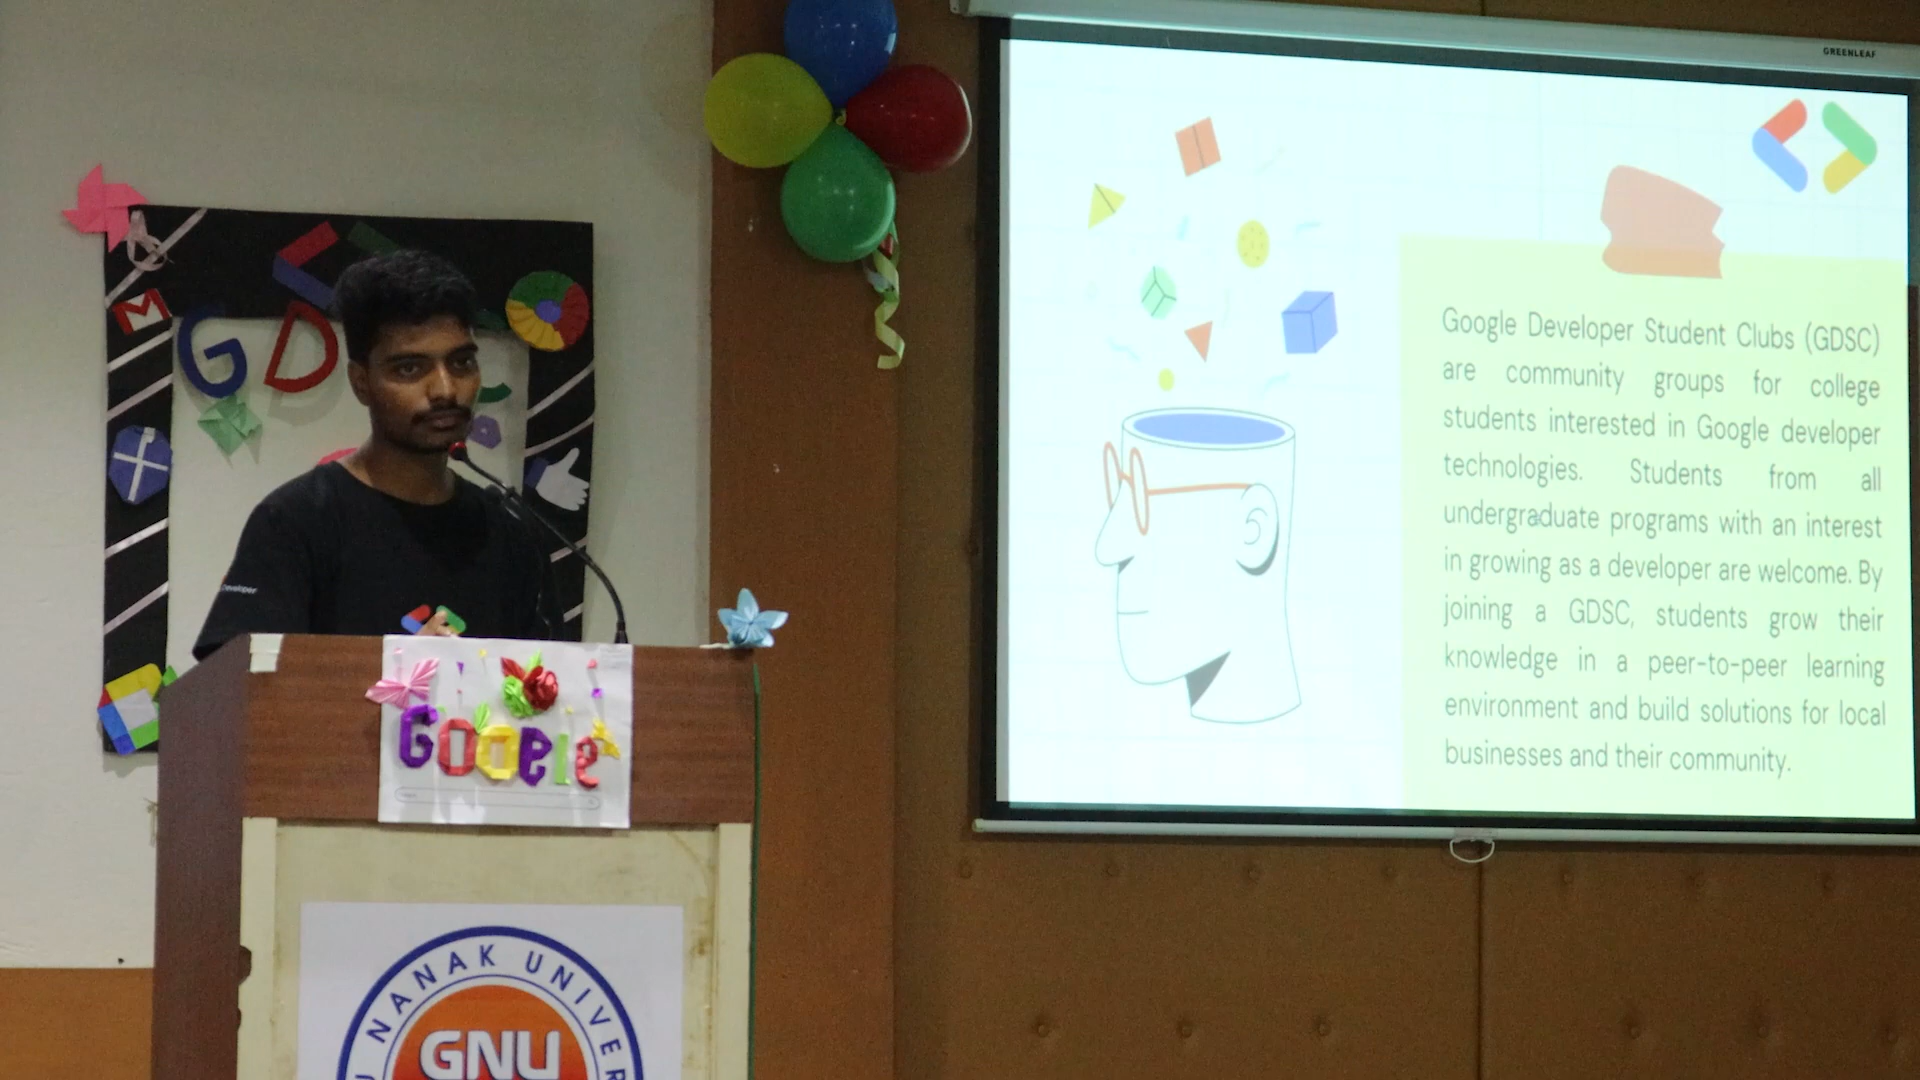 GREENLEAF
Google Developer Student Clubs (GDSC)
are community groups for college
students interested in Google developer
technologies. Students from all
undergraduate programs with an interest
in growing as a developer are welcome. By
joining a GDSC, students grow their
knowledge in a peer-to-peer learning
environment and build solutions for local
businesses and their community.
GD C
Developer
Google
U NANAK UNIVER
GNU